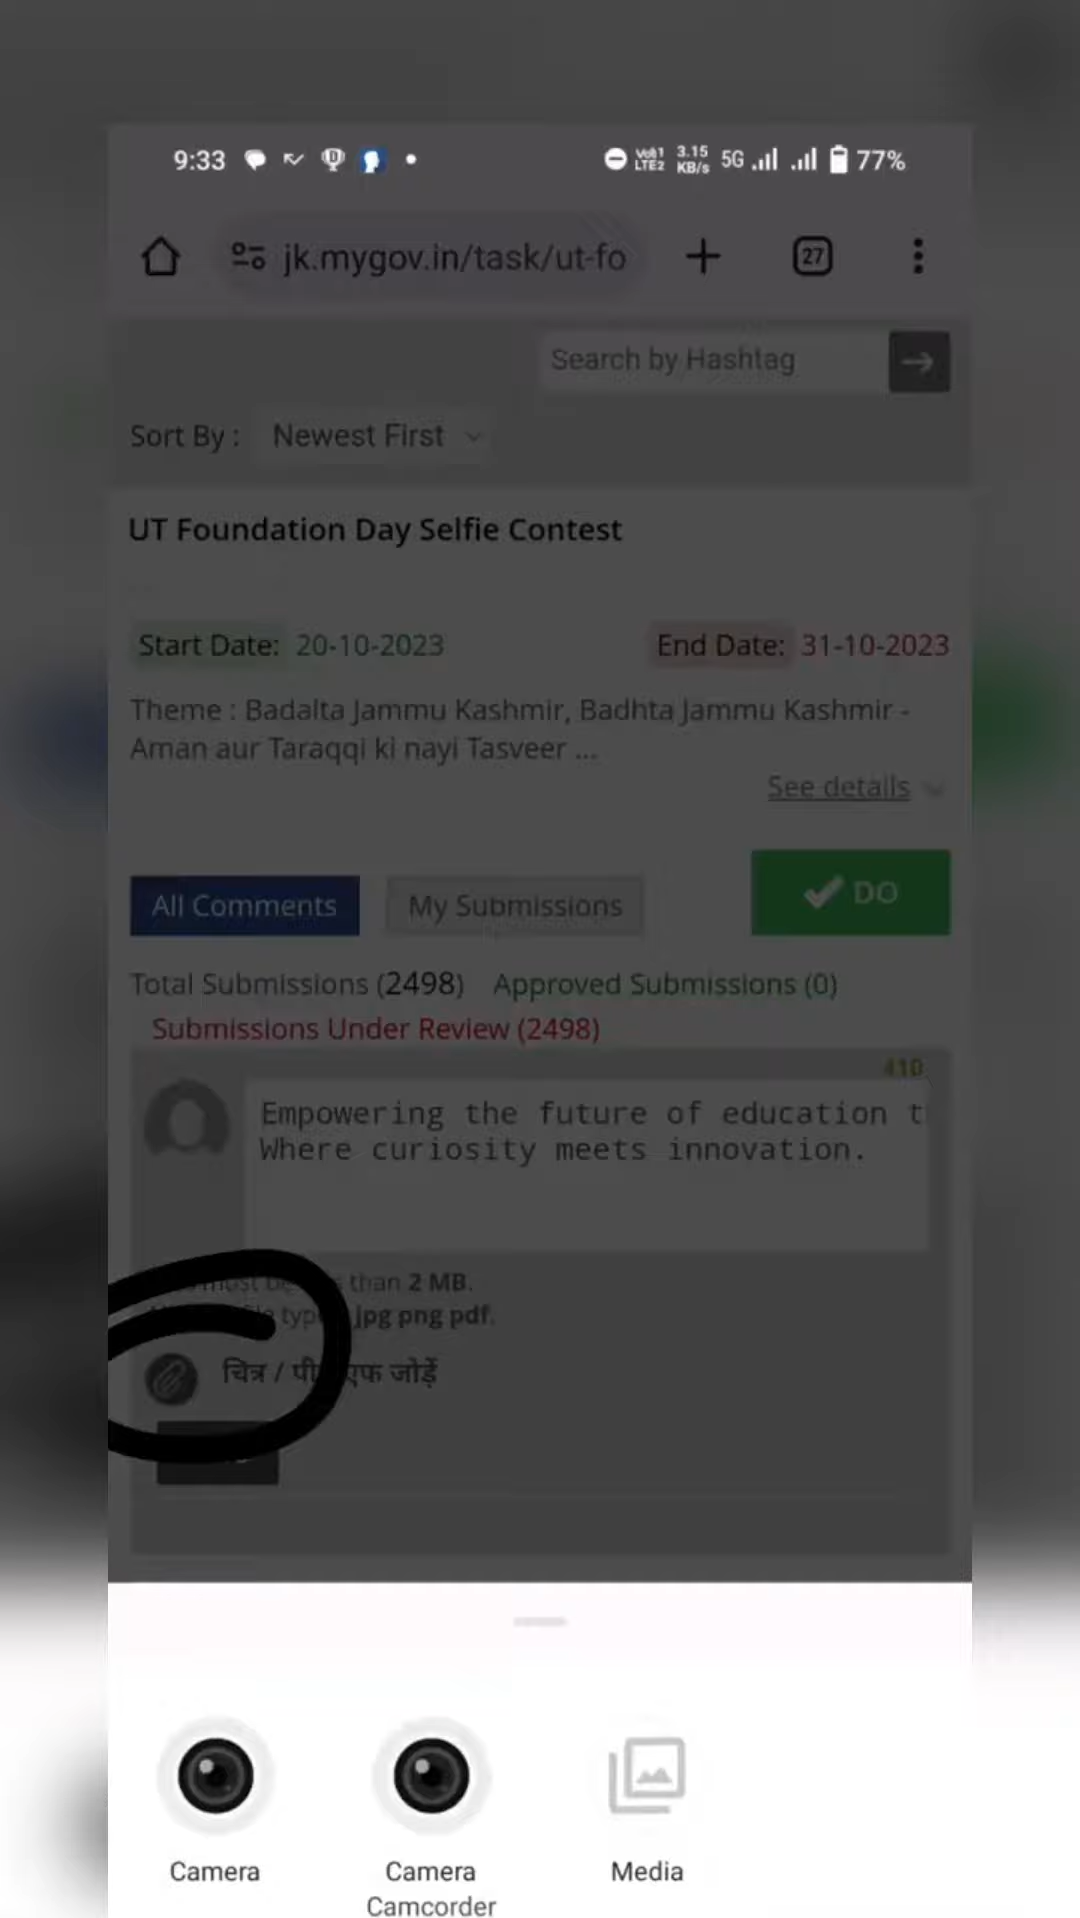 9:33 Vo1 LTE2 3.15 KB/s 5G 77%
jk.mygov.in/task/ut-fo 27
Search by Hashtag
Sort By : Newest First
UT Foundation Day Selfie Contest
Start Date: 20-10-2023 End Date: 31-10-2023
Theme : Badalta Jammu Kashmir, Badhta Jammu Kashmir -
Aman aur Taraqqi ki nayi Tasveer ...
See details
All Comments My Submissions DO
Total Submissions (2498) Approved Submissions (0)
Submissions Under Review (2498)
410
Empowering the future of education t
Where curiosity meets innovation.
must be than 2 MB.
jpg png pdf.
चित्र / जोड़ें
Camera Camera Media
Camcorder